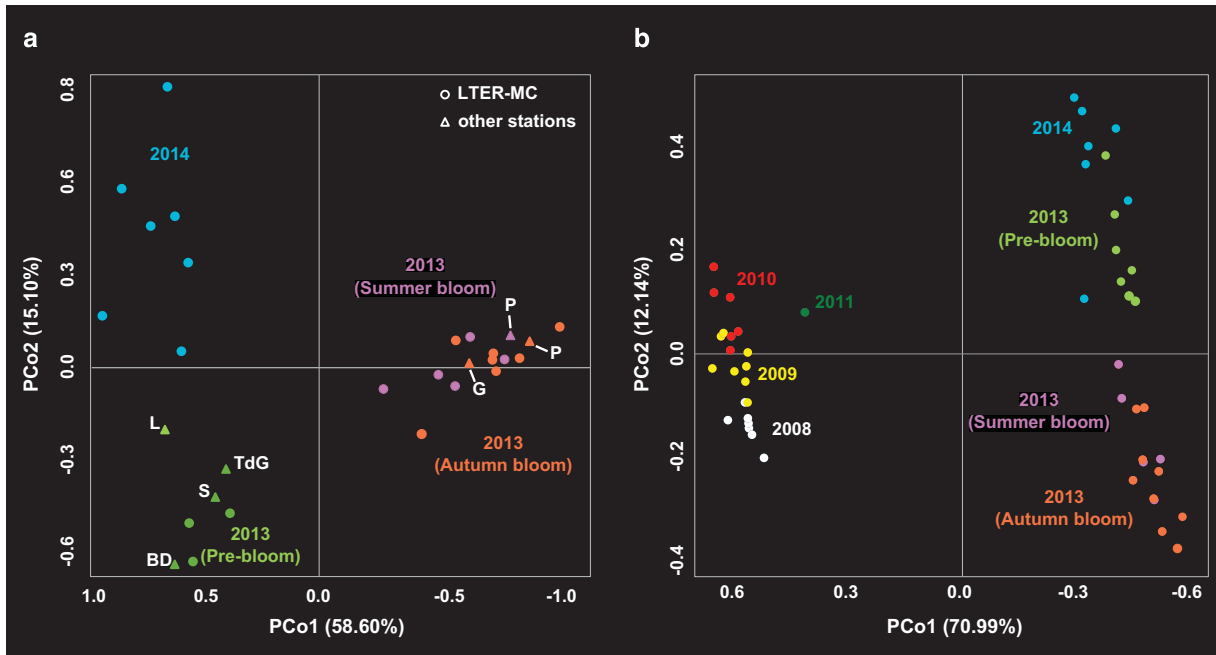 a
b
LTER-MC
other stations
2014
2013
(Summer bloom)
P
P
G
2013
(Autumn bloom)
L
TdG
S
BD
2013
(Pre-bloom)
0.8
0.6
0.3
0.0
-0.3
-0.6
PCo2 (15.10%)
1.0
0.5
0.0
-0.5
-1.0
PCo1 (58.60%)
2014
2013
(Pre-bloom)
2010
2011
2009
2008
2013
(Summer bloom)
2013
(Autumn bloom)
0.4
0.2
0.0
-0.2
-0.4
PCo2 (12.14%)
0.6
0.3
0.0
-0.3
-0.6
PCo1 (70.99%)